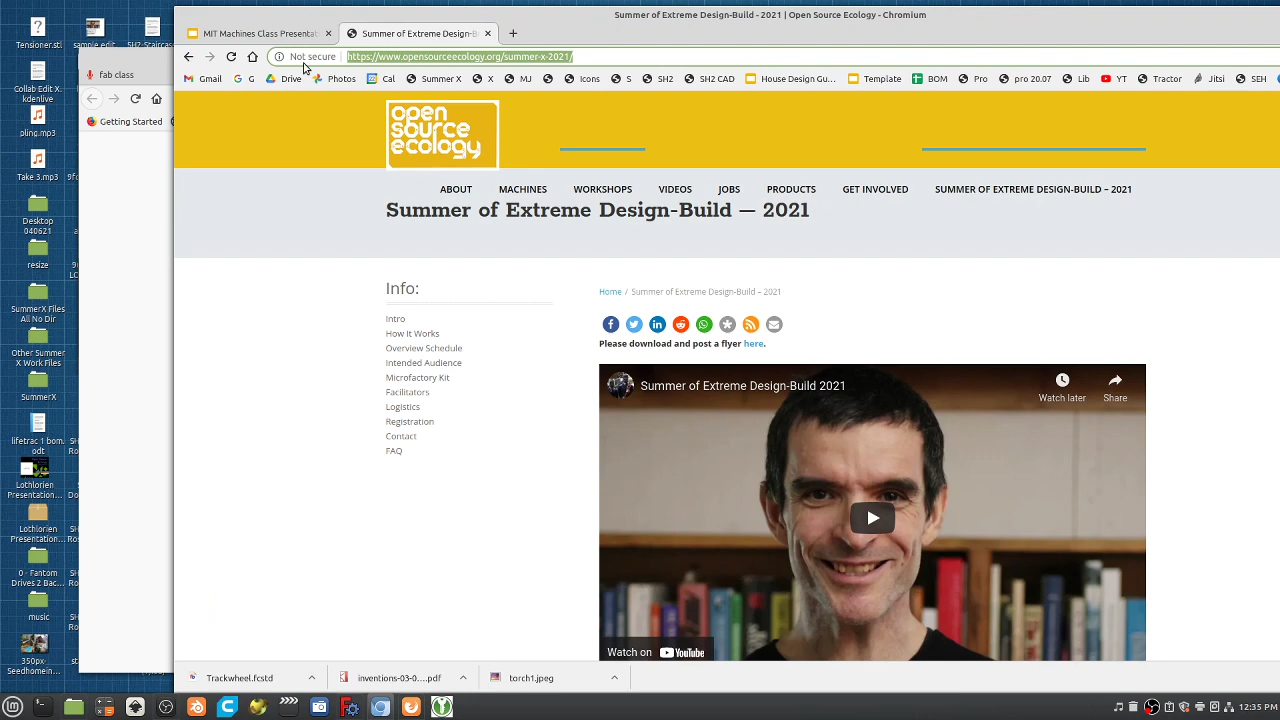 Summer of Extreme Design-Build - 2021 | Open Source Ecology - Chromium
MIT Machines Class Presentat
Summer of Extreme Design-B
Not secure
https://www.opensourceecology.org/summer-x-2021/
Gmail
G
Drive
Photos
Cal
Summer X
X
MJ
Icons
S
SH2
SH2 CAD
House Design Gu...
Template
BOM
Pro
pro 20.07
Lib
YT
Tractor
Jitsi
SEH
open
source
ecology
ABOUT
MACHINES
WORKSHOPS
VIDEOS
JOBS
PRODUCTS
GET INVOLVED
SUMMER OF EXTREME DESIGN-BUILD – 2021
Summer of Extreme Design-Build — 2021
Info:
Intro
How It Works
Overview Schedule
Intended Audience
Microfactory Kit
Facilitators
Logistics
Registration
Contact
FAQ
Home / Summer of Extreme Design-Build – 2021
Please download and post a flyer here.
Summer of Extreme Design-Build 2021
Watch later
Share
Watch on YouTube
fab class
Getting Started
Tensioner.stl
sample edit
SH2-Staircas
Collab Edit X.
kdenlive
pling.mp3
Take 3.mp3
Desktop
040621
resize
SummerX Files
All No Dir
Other Summer
X Work Files
SummerX
lifetrac 1 bom.
odt
Lothlorien
Presentation...
Lothlorien
Presentation...
0 - Fantom
Drives 2 Bac...
music
350px-
Seedhomein...
Trackwheel.fcstd
inventions-03-0....pdf
torch1.jpeg
12:35 PM